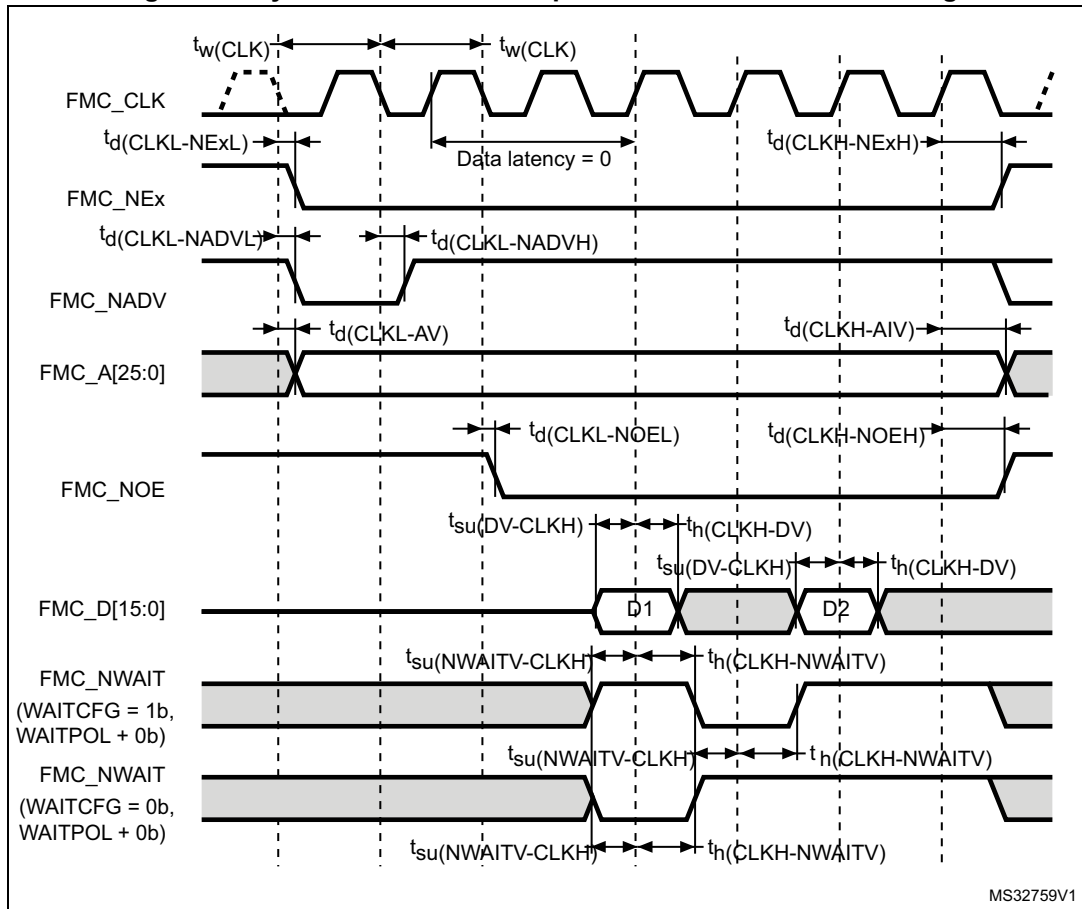 tw(CLK) tw(CLK)
FMC_CLK
td(CLKL-NExL) Data latency = 0 td(CLKH-NExH)
FMC_NEx
td(CLKL-NADVL) td(CLKL-NADVH)
FMC_NADV
td(CLKL-AV) td(CLKH-AIV)
FMC_A[25:0]
td(CLKL-NOEL) td(CLKH-NOEH)
FMC_NOE
tsu(DV-CLKH) th(CLKH-DV)
tsu(DV-CLKH) th(CLKH-DV)
FMC_D[15:0] D1 D2
tsu(NWAITV-CLKH) th(CLKH-NWAITV)
FMC_NWAIT
(WAITCFG = 1b,
WAITPOL + 0b)
tsu(NWAITV-CLKH) th(CLKH-NWAITV)
FMC_NWAIT
(WAITCFG = 0b,
WAITPOL + 0b)
tsu(NWAITV-CLKH) th(CLKH-NWAITV)
MS32759V1